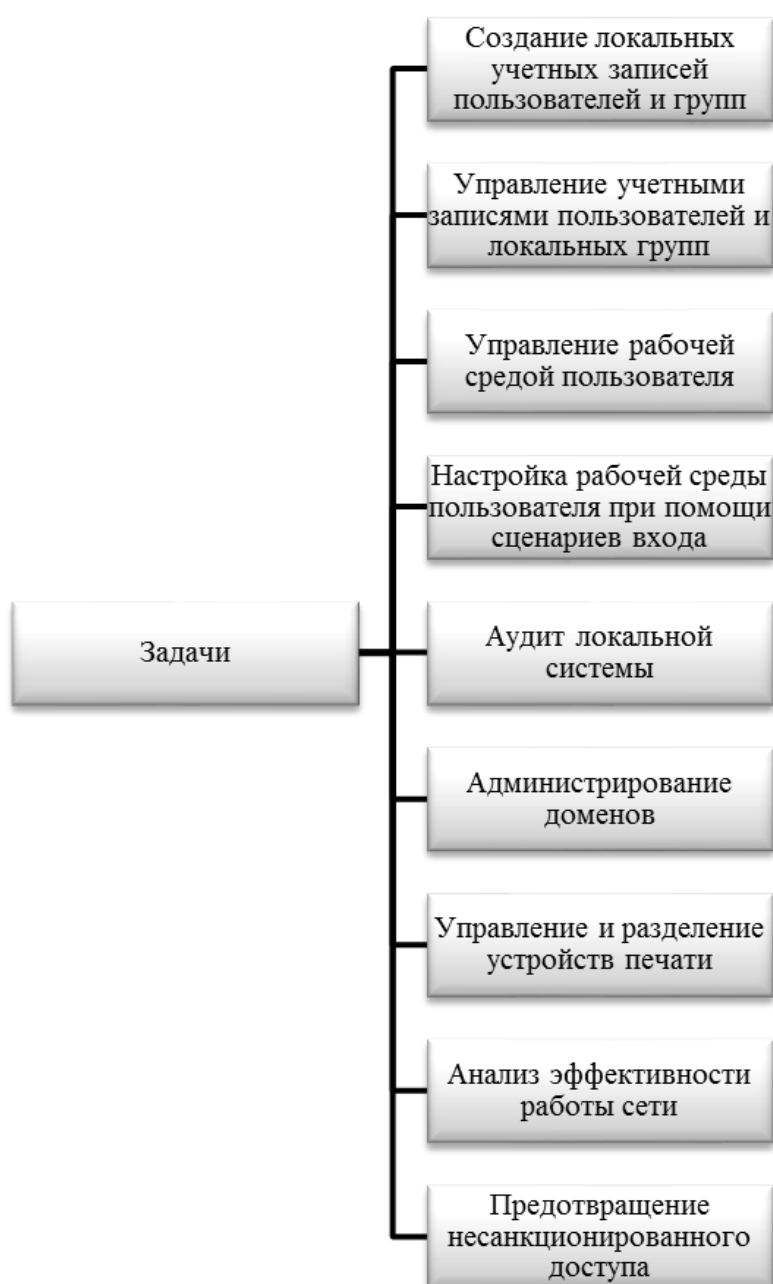 Создание локальных
учетных записей
пользователей и групп
Управление учетными
записями пользователей и
локальных групп
Управление рабочей
средой пользователя
Настройка рабочей среды
пользователя при помощи
сценариев входа
Задачи
Аудит локальной
системы
Администрирование
доменов
Управление и разделение
устройств печати
Анализ эффективности
работы сети
Предотвращение
несанкционированного
доступа